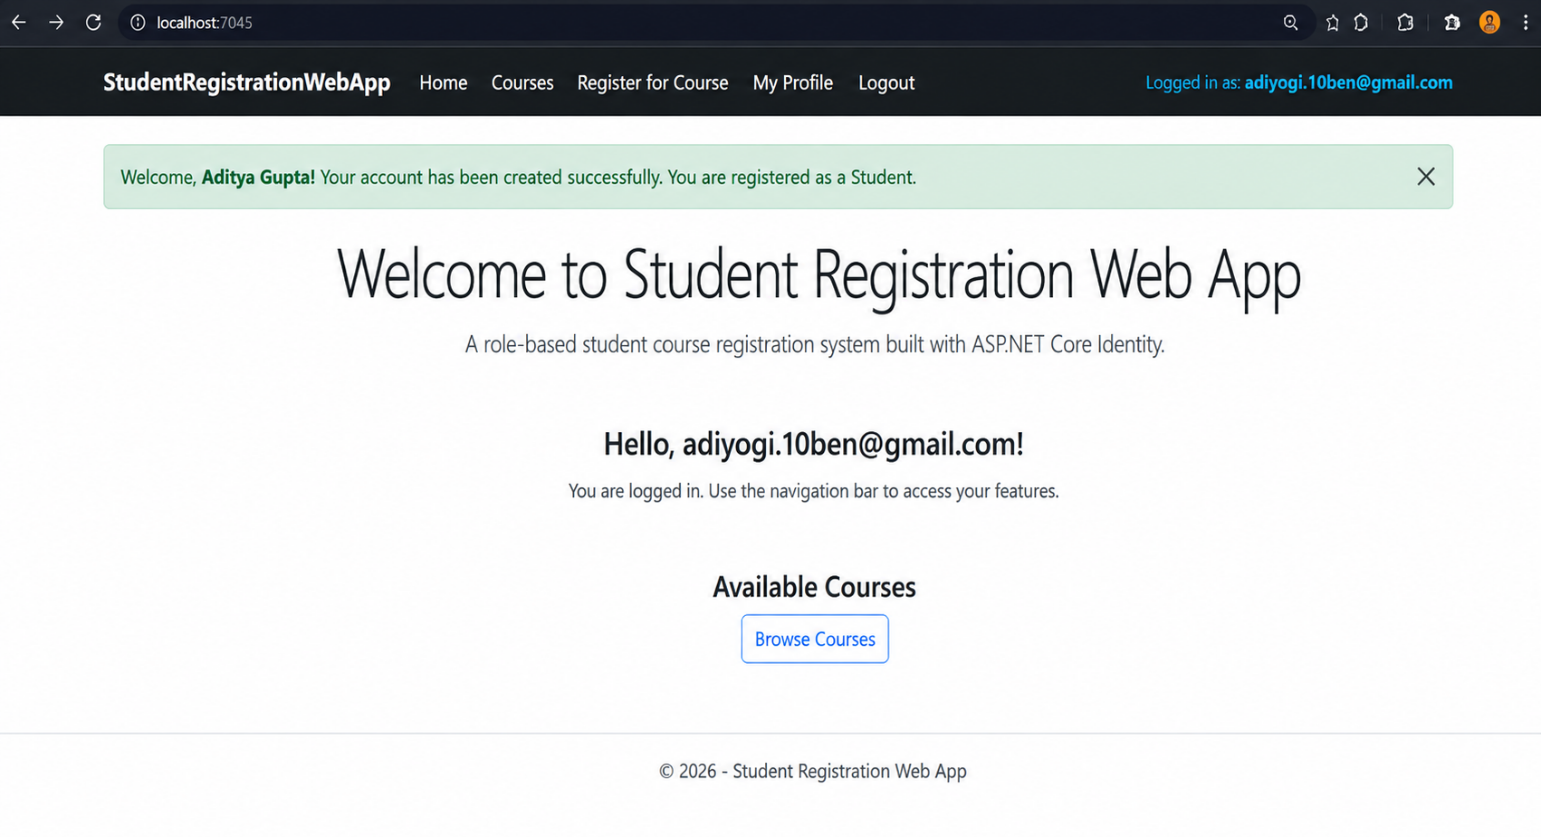 localhost:7045
StudentRegistrationWebApp Home Courses Register for Course My Profile Logout Logged in as: adiyogi.10ben@gmail.com
Welcome, Aditya Gupta! Your account has been created successfully. You are registered as a Student.
Welcome to Student Registration Web App
A role-based student course registration system built with ASP.NET Core Identity.
Hello, adiyogi.10ben@gmail.com!
You are logged in. Use the navigation bar to access your features.
Available Courses
Browse Courses
© 2026 - Student Registration Web App